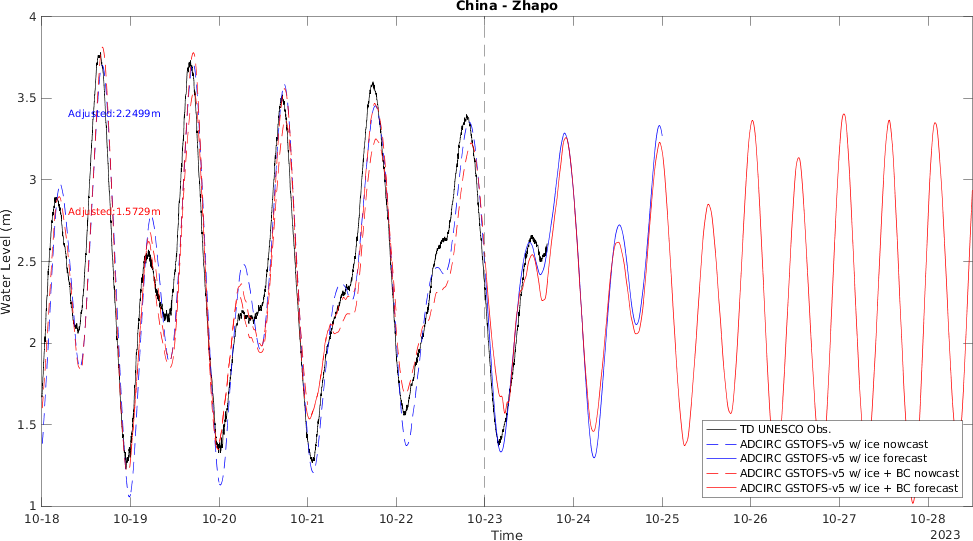 China - Zhapo
4
3.5
3
2.5
2
1.5
1
Water Level (m)
Adjusted:2.2499m
Adjusted:1.5729m
TD UNESCO Obs.
ADCIRC GSTOFS-v5 w/ ice nowcast
ADCIRC GSTOFS-v5 w/ ice forecast
ADCIRC GSTOFS-v5 w/ ice + BC nowcast
ADCIRC GSTOFS-v5 w/ ice + BC forecast
10-18 10-19 10-20 10-21 10-22 10-23 10-24 10-25 10-26 10-27 10-28
2023
Time